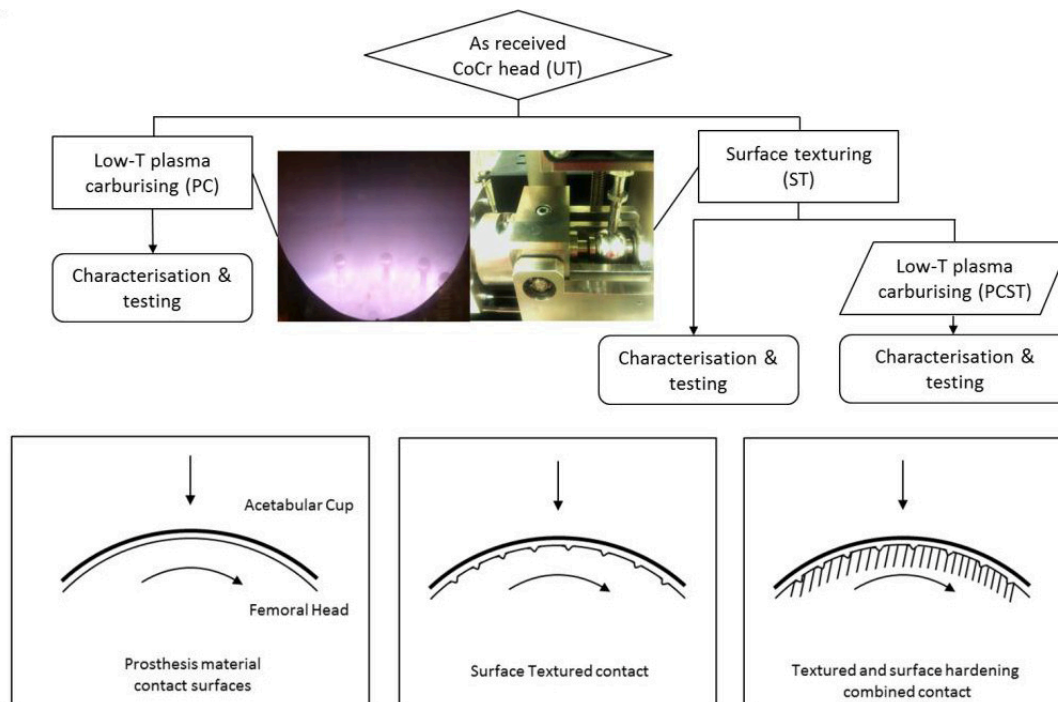 As received
CoCr head (UT)
Low-T plasma
carburising (PC)
Surface texturing
(ST)
Characterisation &
testing
Low-T plasma
carburising (PCST)
Characterisation &
testing
Characterisation &
testing
Acetabular Cup
Femoral Head
Prosthesis material
contact surfaces
Surface Textured contact
Textured and surface hardening
combined contact